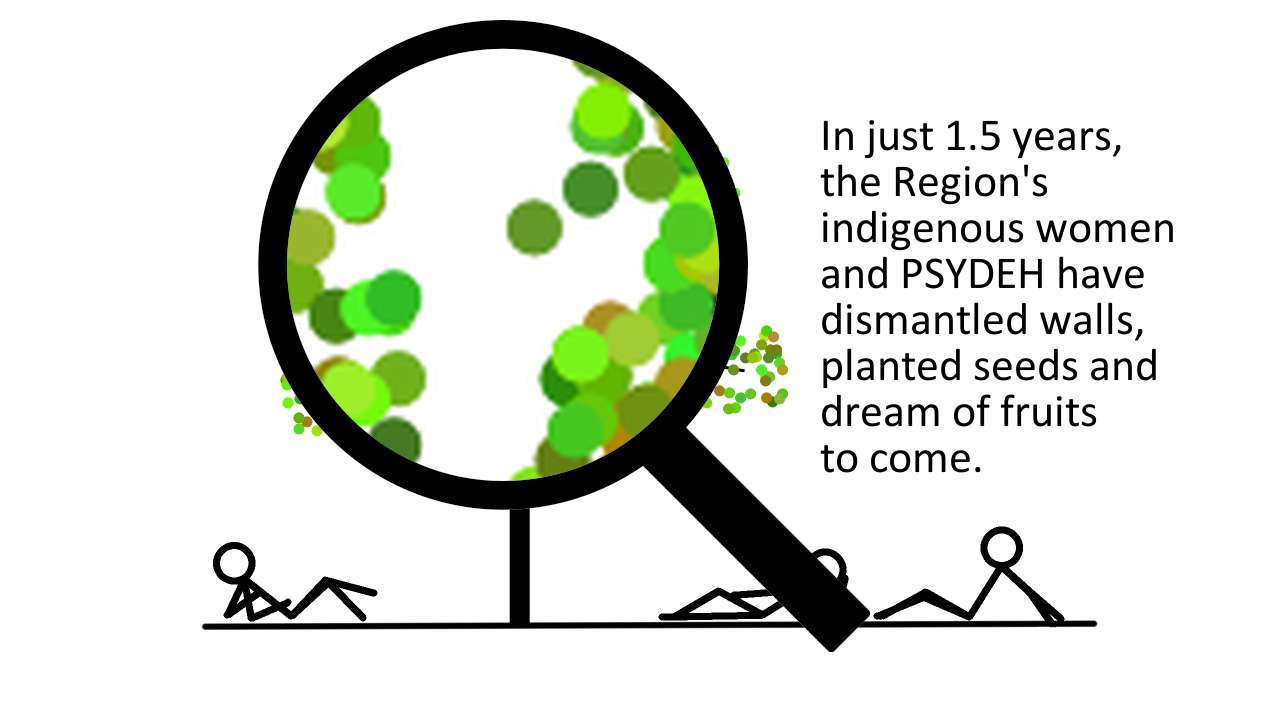 In just 1.5 years,
the Region's
indigenous women
and PSYDEH have
dismantled walls,
planted seeds and
dream of fruits
to come.